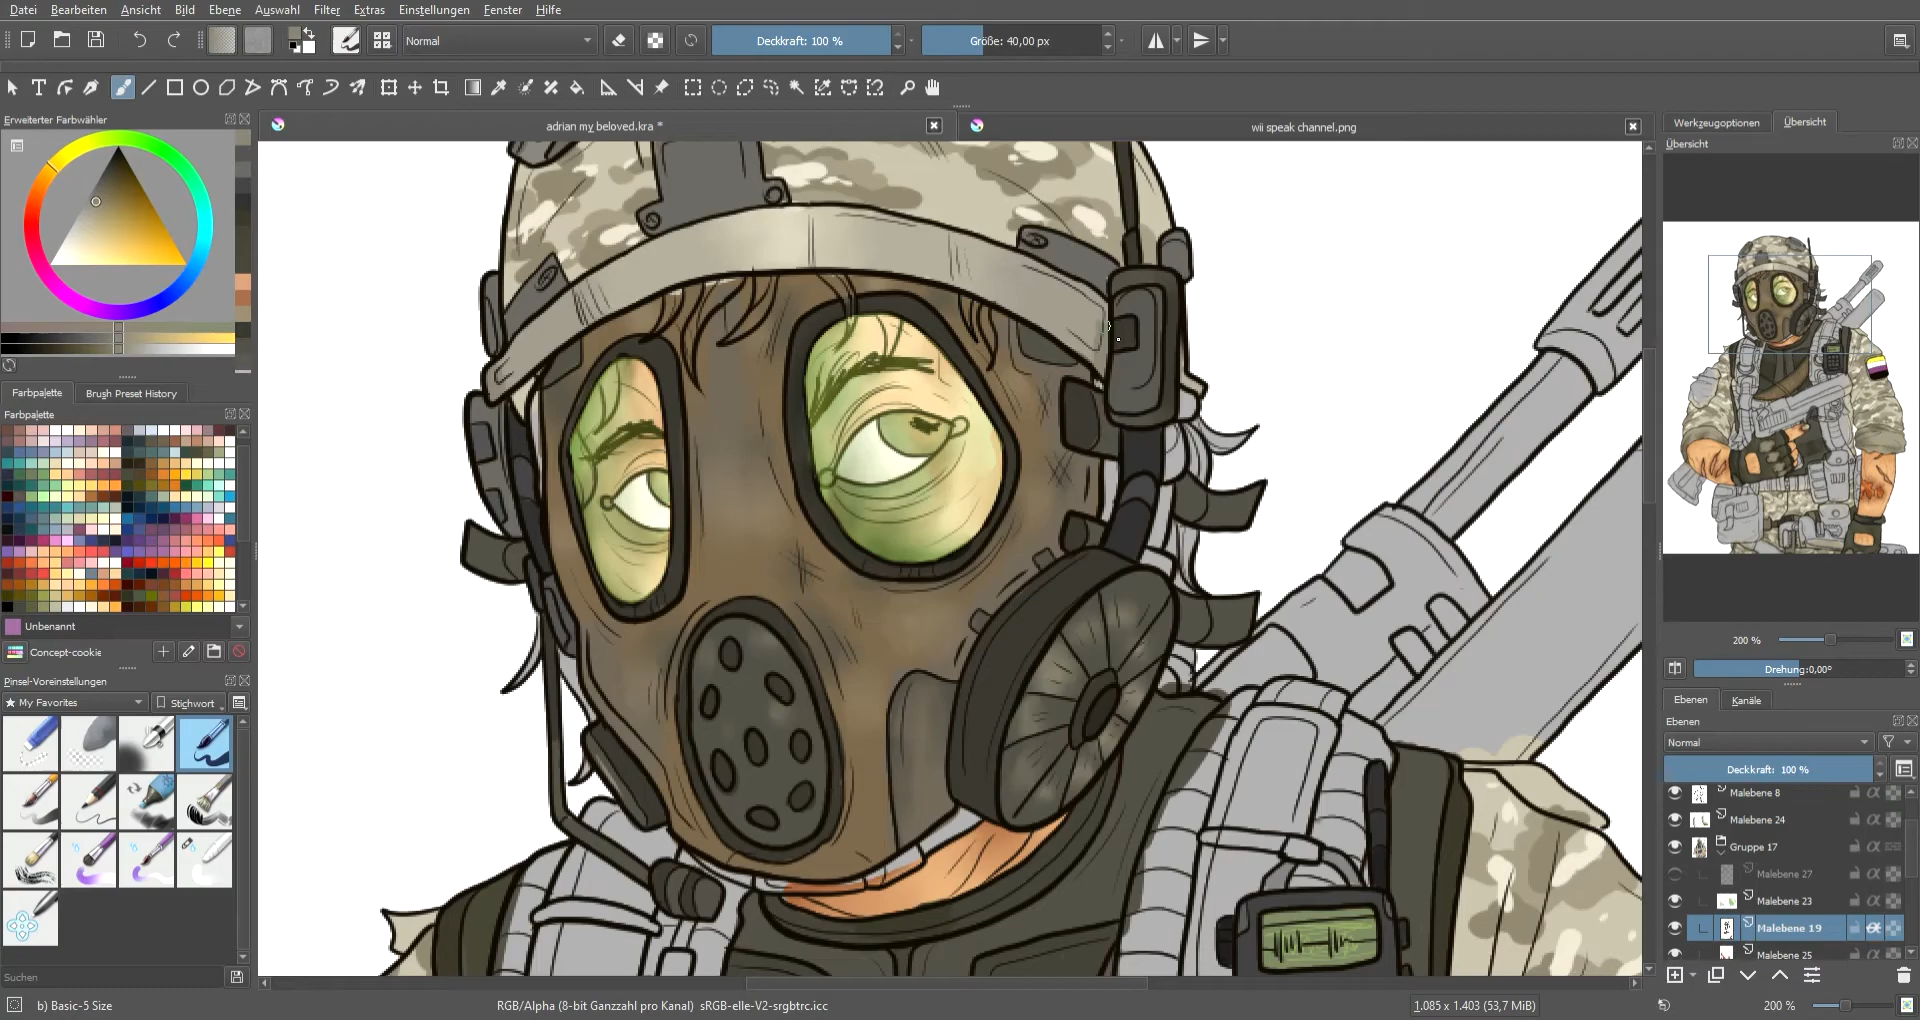 Datei Bearbeiten Ansicht Bild Ebene Auswahl Filter Extras Einstellungen Fenster Hilfe
Normal Deckkraft: 100 % Größe: 40,00 px
Erweiterter Farbwähler
adrian my beloved.kra *
wii speak channel.png
Werkzeugoptionen Übersicht
Übersicht
Farbpalette Brush Preset History
Farbpalette
Unbenannt
Concept-cookie
Pinsel-Voreinstellungen
★ My Favorites Stichwort
Suchen
b) Basic-5 Size
RGB/Alpha (8-bit Ganzzahl pro Kanal) sRGB-elle-V2-srgbtrc.icc
1.085 x 1.403 (53,7 MiB)
200 %
200 %
Drehung:0,00°
Ebenen Kanäle
Ebenen
Normal
Deckkraft: 100 %
Malebene 8
Malebene 24
Gruppe 17
Malebene 27
Malebene 23
Malebene 19
Malebene 25